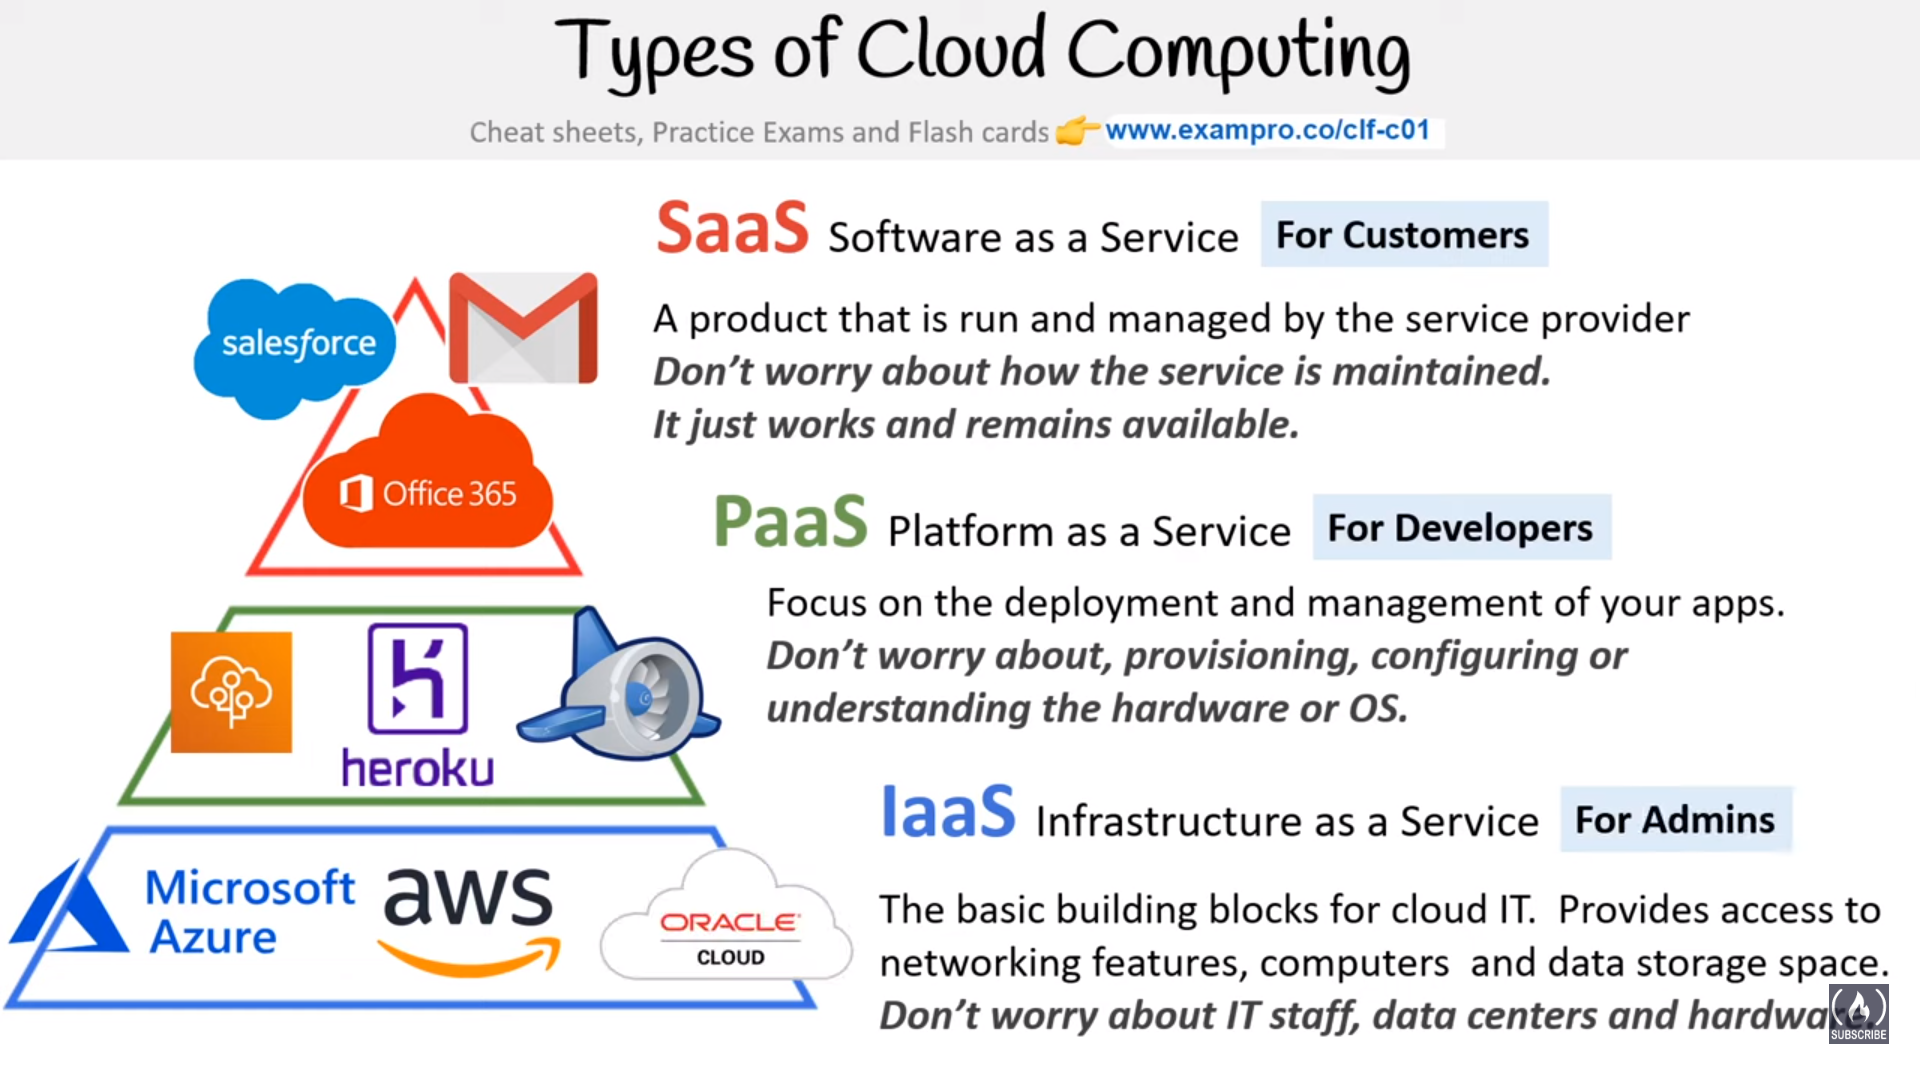 Types of Cloud Computing
Cheat sheets, Practice Exams and Flash cards 👉 www.exampro.co/clf-c01
SaaS Software as a Service For Customers
A product that is run and managed by the service provider
Don't worry about how the service is maintained.
It just works and remains available.
salesforce
Office 365
PaaS Platform as a Service For Developers
Focus on the deployment and management of your apps.
Don't worry about, provisioning, configuring or
understanding the hardware or OS.
heroku
IaaS Infrastructure as a Service For Admins
The basic building blocks for cloud IT. Provides access to
networking features, computers and data storage space.
Don't worry about IT staff, data centers and hardware.
Microsoft
Azure
aws
ORACLE
CLOUD
SUBSCRIBE